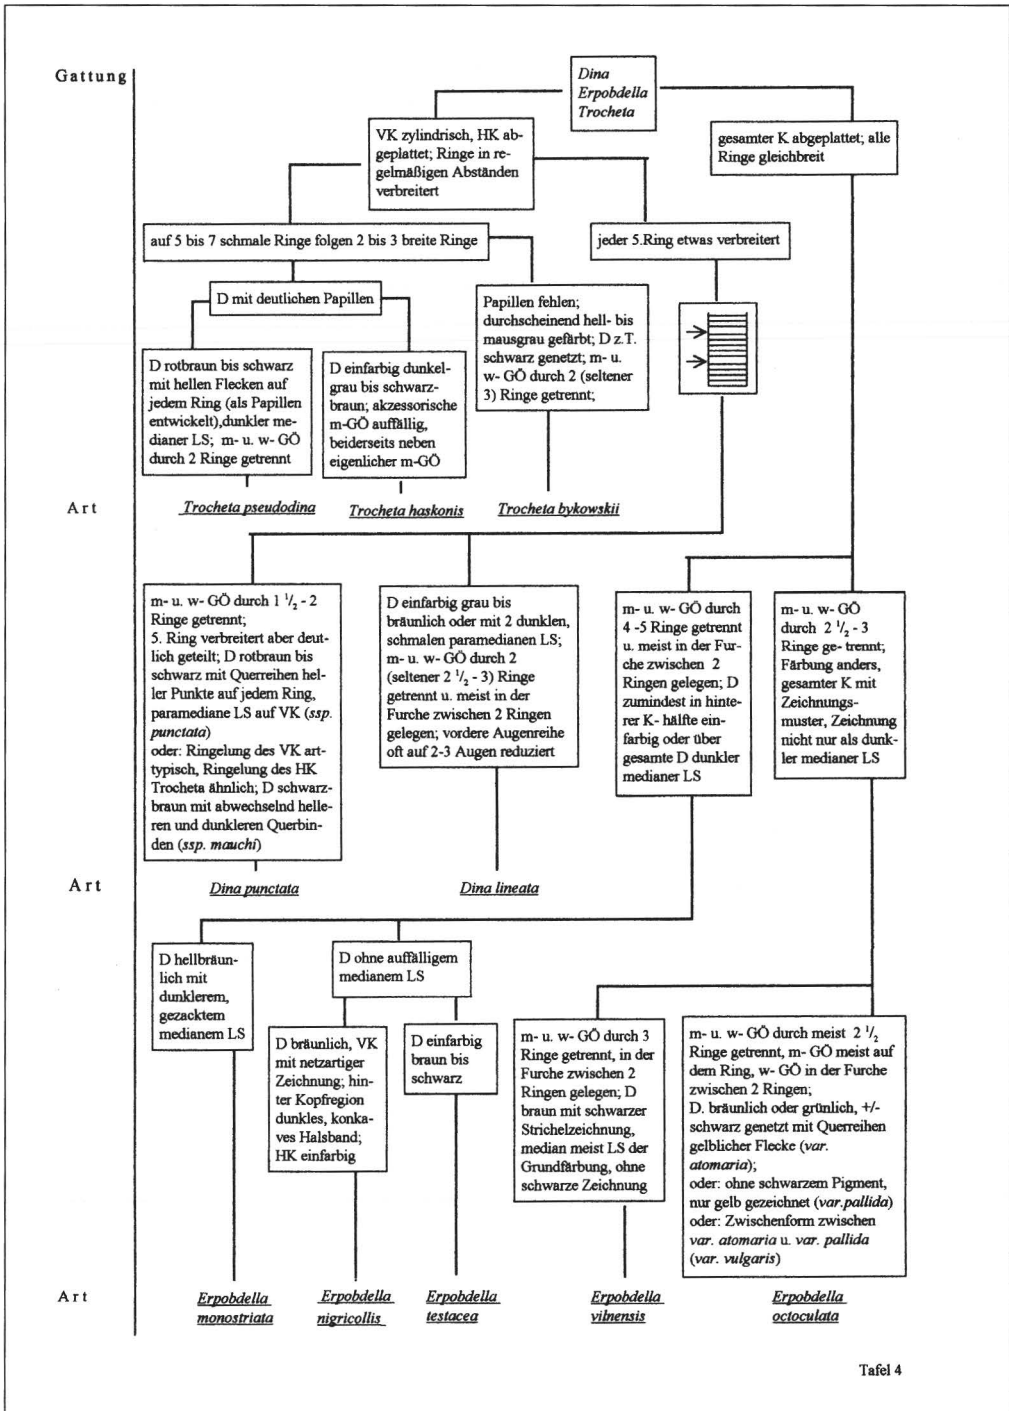 Gattung
Dina
Erpobdella
Trocheta
VK zylindrisch, HK ab-
geplattet; Ringe in re-
gelmäßigen Abständen
verbreitert
gesamter K abgeplattet; alle
Ringe gleichbreit
auf 5 bis 7 schmale Ringe folgen 2 bis 3 breite Ringe
jeder 5.Ring etwas verbreitert
D mit deutlichen Papillen
Papillen fehlen;
durchscheinend hell- bis
mausgrau gefärbt; D z.T.
schwarz genetzt; m- u.
w- GÖ durch 2 (seltener
3) Ringe getrennt;
D rotbraun bis schwarz
mit hellen Flecken auf
jedem Ring (als Papillen
entwickelt),dunkler me-
dianer LS; m- u. w- GÖ
durch 2 Ringe getrennt
D einfarbig dunkel-
grau bis schwarz-
braun; akzessorische
m-GÖ auffällig,
beiderseits neben
eigenlicher m-GÖ
Art
Trocheta pseudodina
Trocheta haskonis
Trocheta bykowskii
m- u. w- GÖ durch 1 1/2 - 2
Ringe getrennt;
5. Ring verbreitert aber deut-
lich geteilt; D rotbraun bis
schwarz mit Querreihen hel-
ler Punkte auf jedem Ring,
paramediane LS auf VK (ssp.
punctata)
oder: Ringelung des VK art-
typisch, Ringelung des HK
Trocheta ähnlich; D schwarz-
braun mit abwechselnd helle-
ren und dunkleren Querbin-
den (ssp. mauchi)
D einfarbig grau bis
bräunlich oder mit 2 dunklen,
schmalen paramedianen LS;
m- u. w- GÖ durch 2
(seltener 2 1/2 - 3) Ringe
getrennt u. meist in der
Furche zwischen 2 Ringen
gelegen; vordere Augenreihe
oft auf 2-3 Augen reduziert
m- u. w- GÖ durch
4 -5 Ringe getrennt
u. meist in der Fur-
che zwischen 2
Ringen gelegen; D
zumindest in hinte-
rer K- hälfte ein-
farbig oder über
gesamte D dunkler
medianer LS
m- u. w- GÖ
durch 2 1/2 - 3
Ringe ge- trennt;
Färbung anders,
gesamter K mit
Zeichnungs-
muster, Zeichnung
nicht nur als dunk-
ler medianer LS
Art
Dina punctata
Dina lineata
D hellbräun-
lich mit
dunklerem,
gezacktem
medianem LS
D ohne auffälligem
medianem LS
D bräunlich, VK
mit netzartiger
Zeichnung; hin-
ter Kopfregion
dunkles, konka-
ves Halsband;
HK einfarbig
D einfarbig
braun bis
schwarz
m- u. w- GÖ durch 3
Ringe getrennt, in der
Furche zwischen 2
Ringen gelegen; D
braun mit schwarzer
Strichelzeichnung,
median meist LS der
Grundfärbung, ohne
schwarze Zeichnung
m- u. w- GÖ durch meist 2 1/2
Ringe getrennt, m- GÖ meist auf
dem Ring, w- GÖ in der Furche
zwischen 2 Ringen;
D. bräunlich oder grünlich, +/-
schwarz genetzt mit Querreihen
gelblicher Flecke (var.
atomaria);
oder: ohne schwarzem Pigment,
nur gelb gezeichnet (var.pallida)
oder: Zwischenform zwischen
var. atomaria u. var. pallida
(var. vulgaris)
Art
Erpobdella
monostriata
Erpobdella
nigricollis
Erpobdella
testacea
Erpobdella
vilnensis
Erpobdella
octoculata
Tafel 4